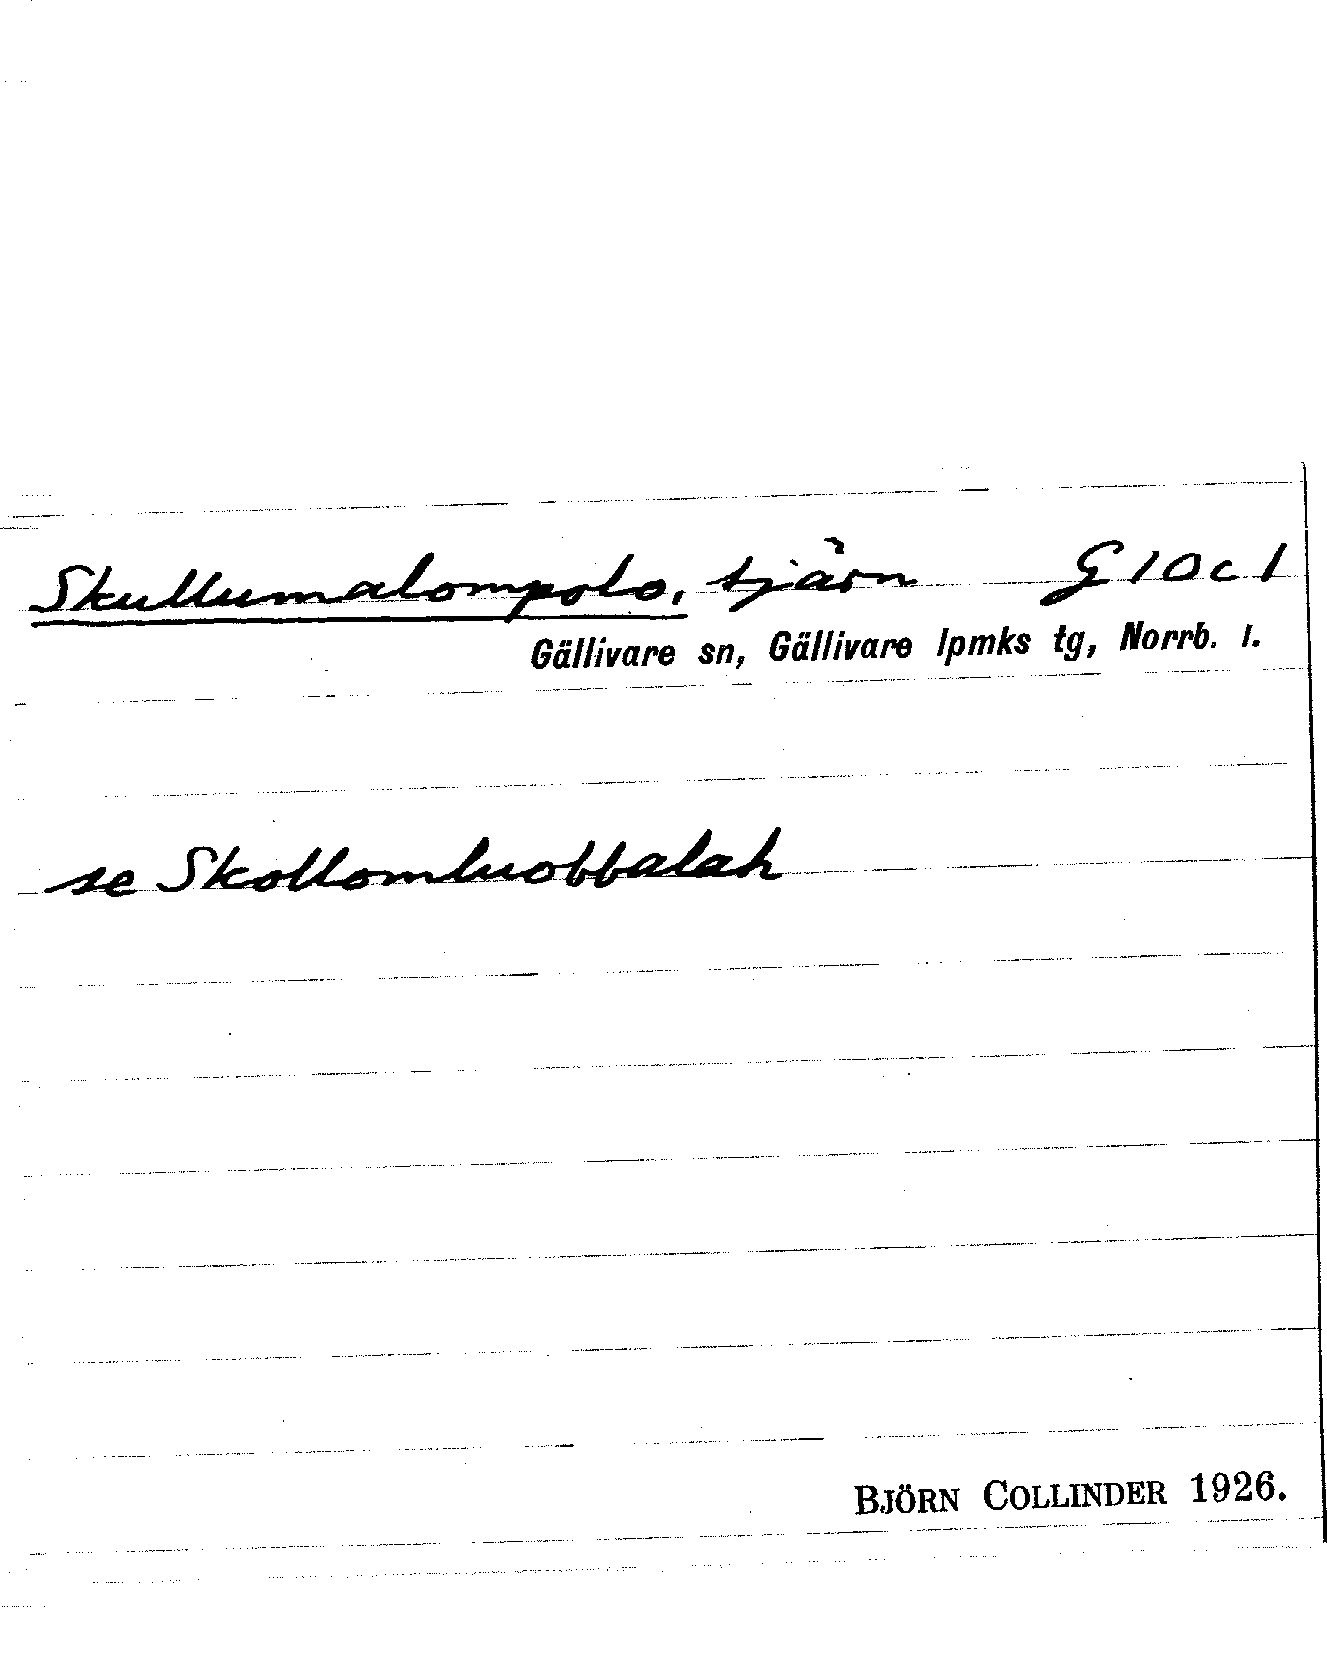 Skullumalompolo, tjärn G10c1
Gällivare sn, Gällivare lpmks tg, Norrb. l.
se Skollomluobbalah
BJÖRN COLLINDER 1926.